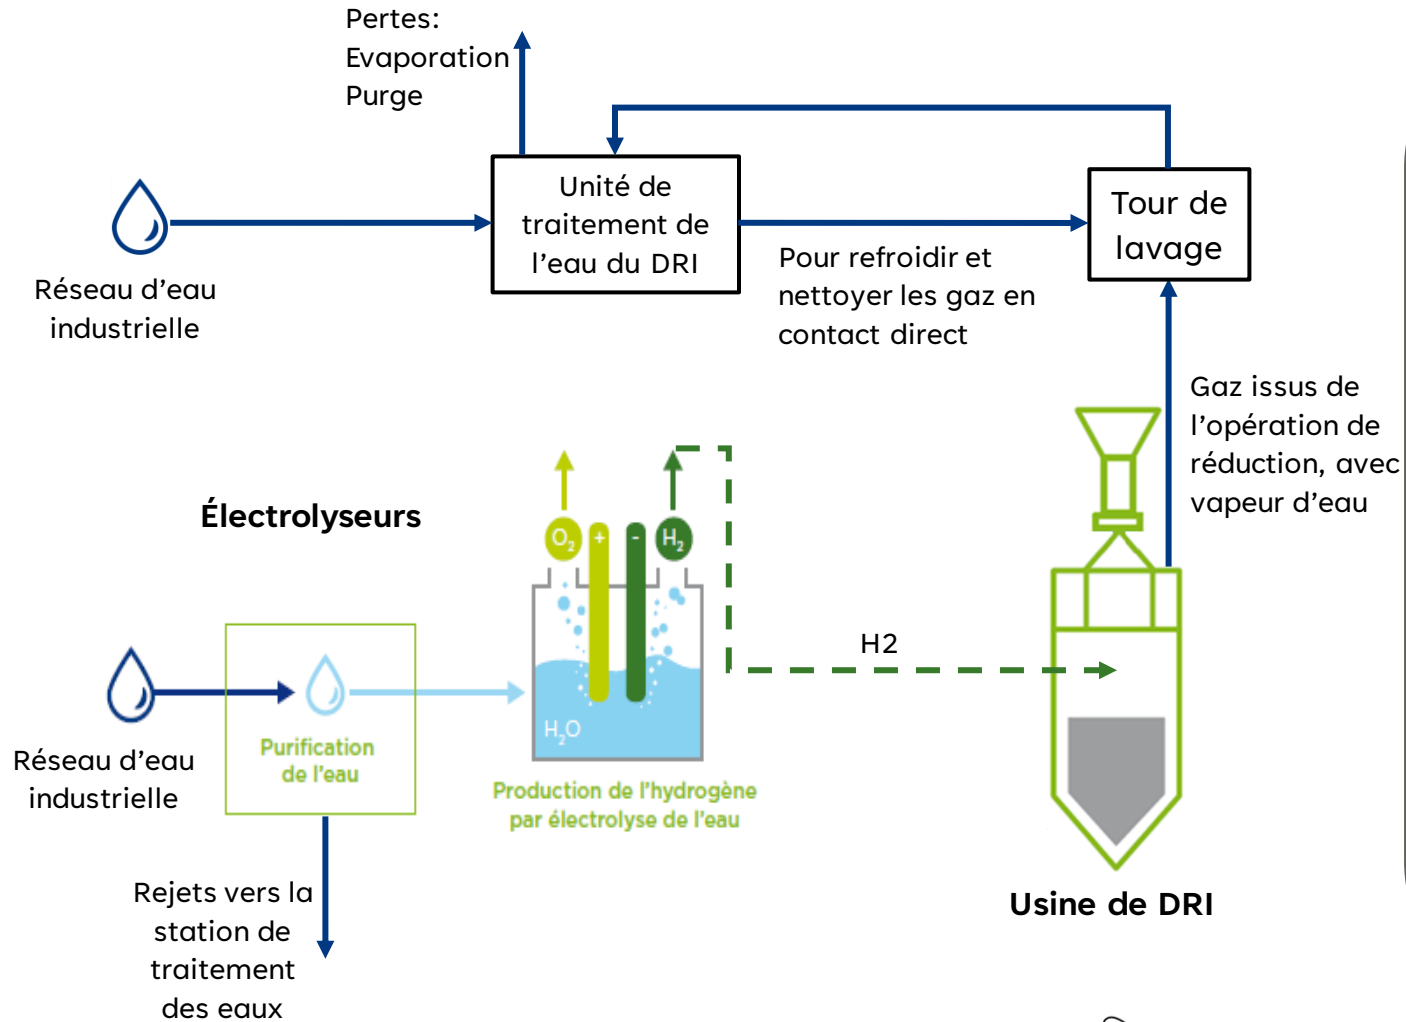 Pertes:
Evaporation
Purge
Unité de
traitement de
l’eau du DRI
Tour de
lavage
Réseau d’eau
industrielle
Pour refroidir et
nettoyer les gaz en
contact direct
Gaz issus de
l’opération de
réduction, avec
vapeur d’eau
Électrolyseurs
O₂
+
-
H₂
H2
H₂O
Purification
de l’eau
Réseau d’eau
industrielle
Production de l’hydrogène
par électrolyse de l’eau
Rejets vers la
station de
traitement
des eaux
Usine de DRI